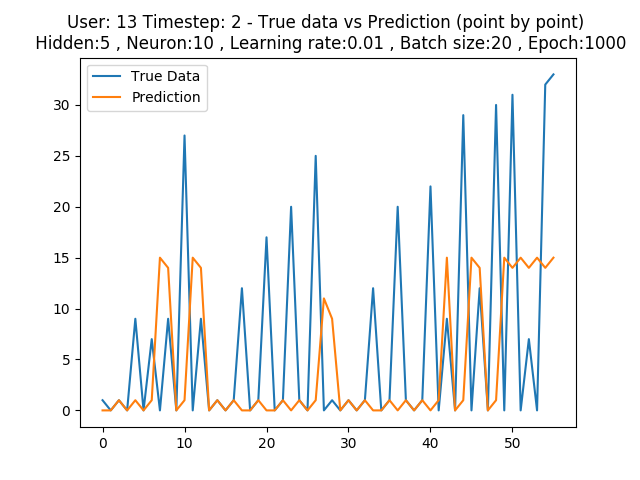 User: 13 Timestep: 2 - True data vs Prediction (point by point)
Hidden:5 , Neuron:10 , Learning rate:0.01 , Batch size:20 , Epoch:1000
True Data
Prediction
30
25
20
15
10
5
0
0 10 20 30 40 50